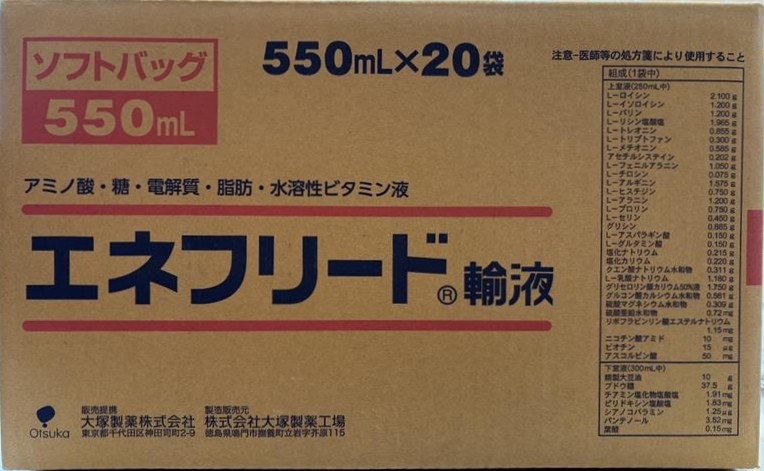 ソフトバッグ
550mL
550mL×20袋
注意-医師等の処方箋により使用すること
アミノ酸・糖・電解質・脂肪・水溶性ビタミン液
エネフリード®輸液
組成(1袋中)
上室液(250mL中)
L-ロイシン 2.100 g
L-イソロイシン 1.200 g
L-バリン 1.200 g
L-リシン塩酸塩 1.965 g
L-トレオニン 0.855 g
L-トリプトファン 0.300 g
L-メチオニン 0.585 g
アセチルシステイン 0.202 g
L-フェニルアラニン 1.050 g
L-チロシン 0.075 g
L-アルギニン 1.575 g
L-ヒスチジン 0.750 g
L-アラニン 1.200 g
L-プロリン 0.750 g
L-セリン 0.450 g
グリシン 0.885 g
L-アスパラギン酸 0.150 g
L-グルタミン酸 0.150 g
塩化ナトリウム 0.215 g
塩化カリウム 0.220 g
クエン酸ナトリウム水和物 0.311 g
L-乳酸ナトリウム 1.180 g
グリセロリン酸カリウム50%液 1.750 g
グルコン酸カルシウム水和物 0.561 g
硫酸マグネシウム水和物 0.309 g
硫酸亜鉛水和物 0.72 mg
リボフラビンリン酸エステルナトリウム
1.15 mg
ニコチン酸アミド 10 mg
ビオチン 15 μg
アスコルビン酸 50 mg
下室液(300mL中)
精製大豆油 10 g
ブドウ糖 37.5 g
チアミン塩化物塩酸塩 1.91 mg
ピリドキシン塩酸塩 1.83 mg
シアノコバラミン 1.25 μg
パンテノール 3.52 mg
葉酸 0.15 mg
Otsuka
販売提携
大塚製薬株式会社
東京都千代田区神田司町2-9
製造販売元
株式会社大塚製薬工場
徳島県鳴門市撫養町立岩字芥原115